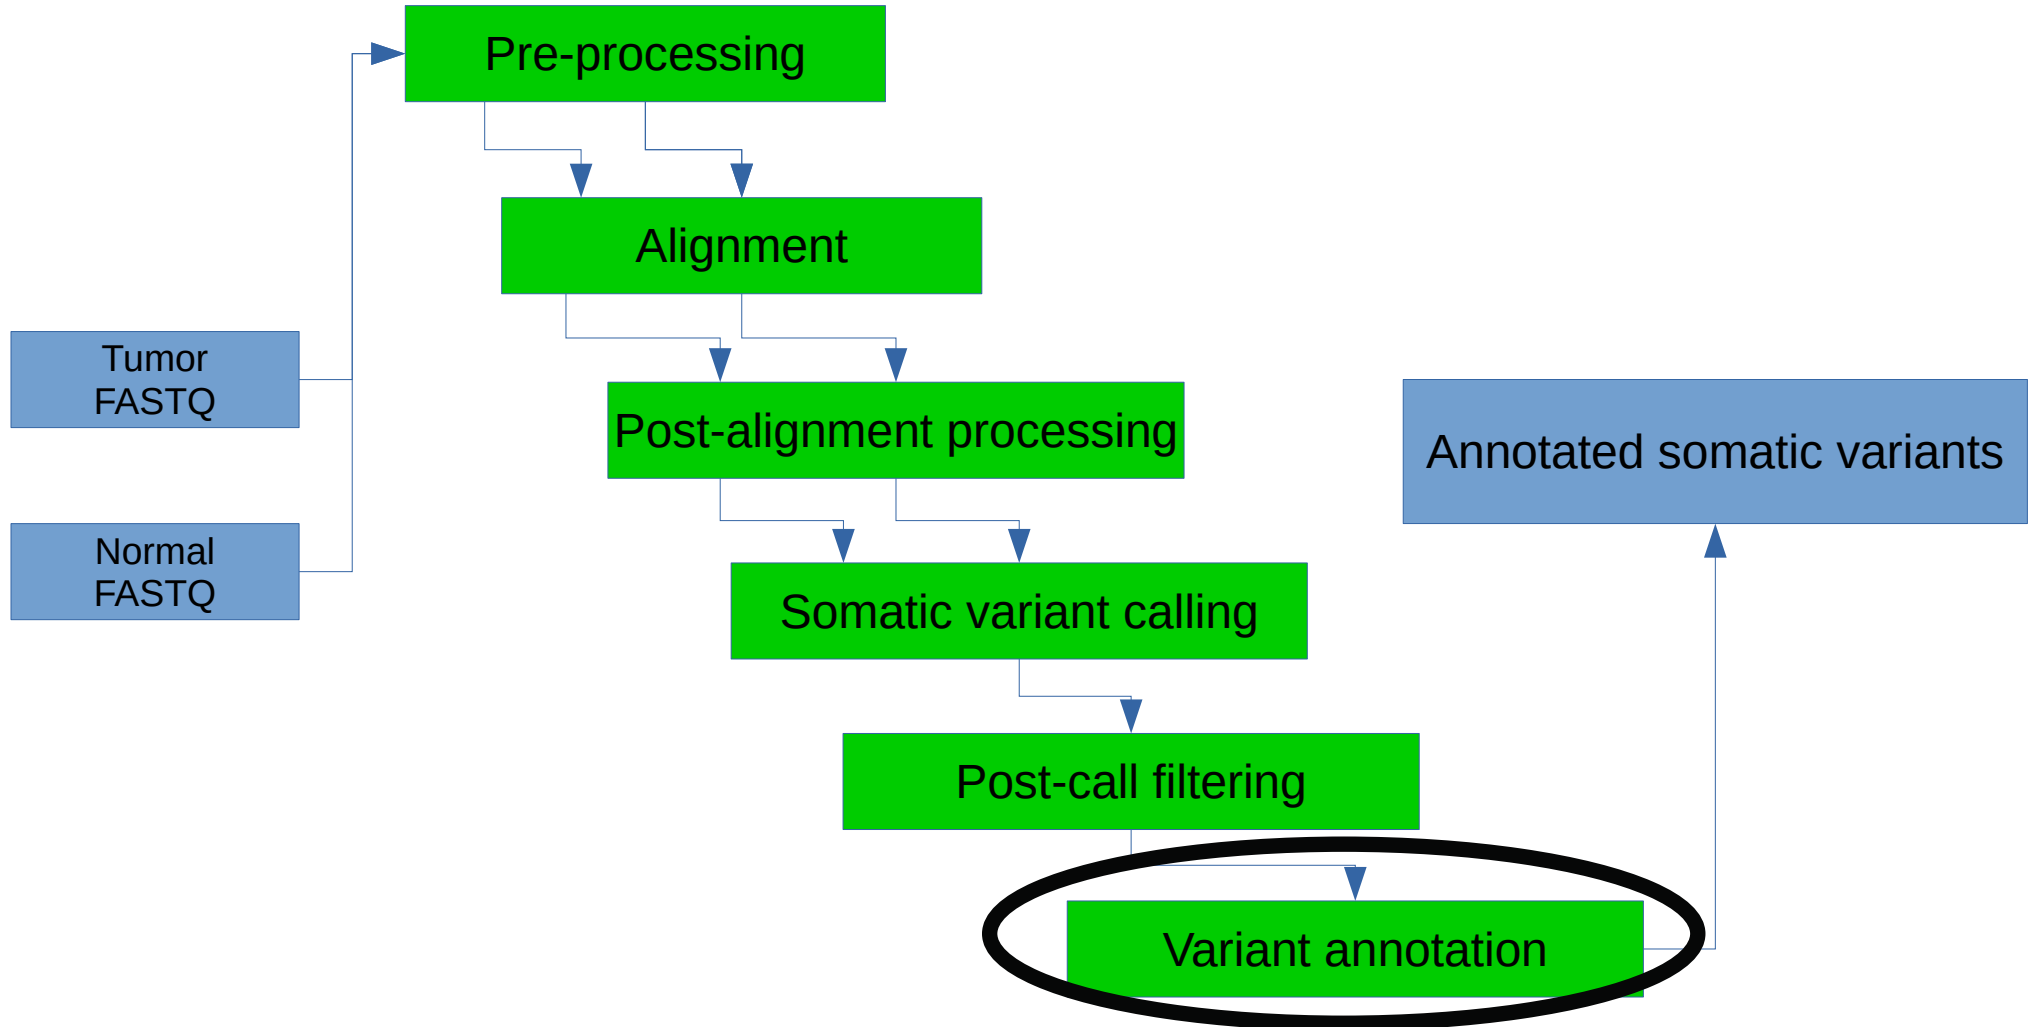 Pre-processing
Alignment
Tumor
FASTQ
Post-alignment processing
Annotated somatic variants
Normal
FASTQ
Somatic variant calling
Post-call filtering
Variant annotation